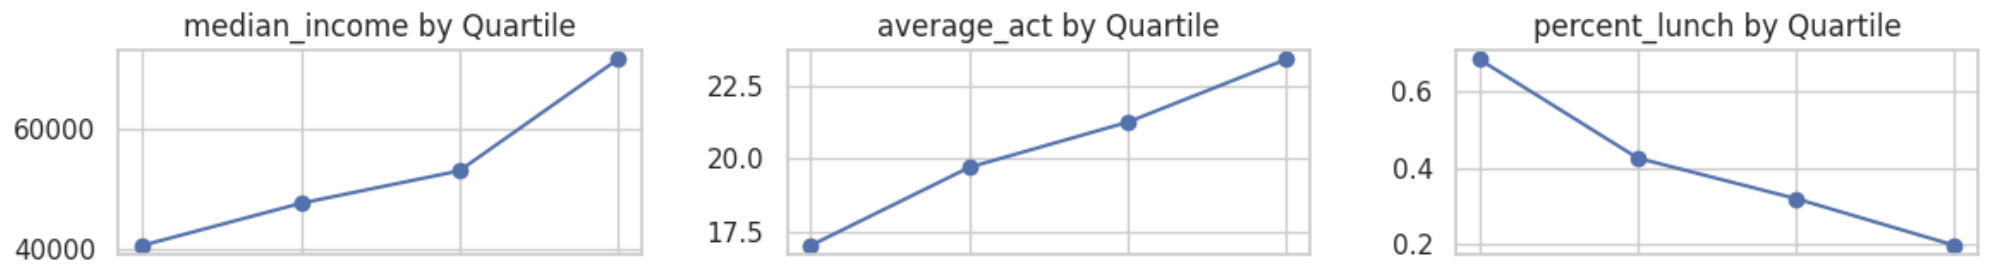 median_income by Quartile
60000
40000
average_act by Quartile
22.5
20.0
17.5
percent_lunch by Quartile
0.6
0.4
0.2